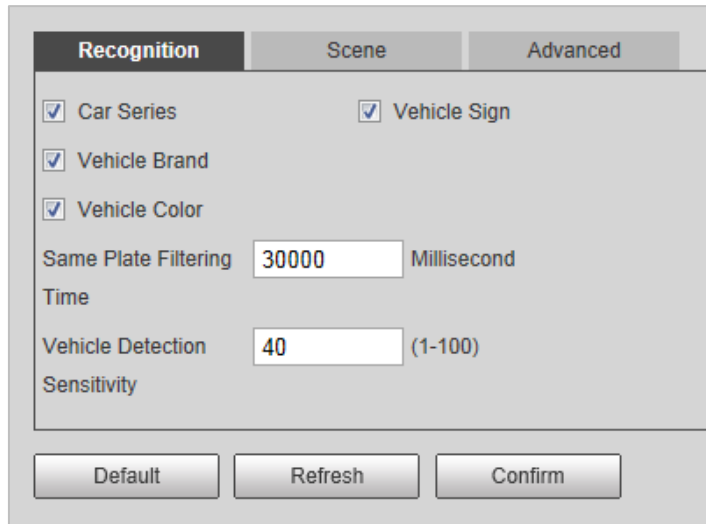 Recognition Scene Advanced
Car Series Vehicle Sign
Vehicle Brand
Vehicle Color
Same Plate Filtering 30000 Millisecond
Time
Vehicle Detection 40 (1-100)
Sensitivity
Default Refresh Confirm